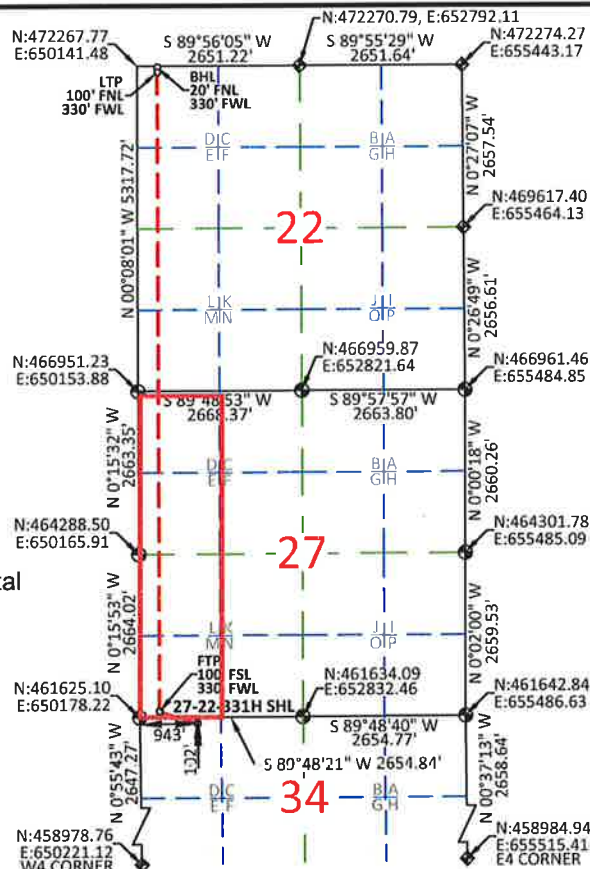 N:472270.79, E:652792.11
N:472267.77
E:650141.48
S 89°56'05" W
2651.22'
S 89°55'29" W
2651.64'
N:472274.27
E:655443.17
LTP
100' FNL
330' FWL
BHL
20' FNL
330' FWL
D C
E F
B A
G H
N 0°27'07" W
2657.54'
N 00°08'01" W 5317.72'
22
N:469617.40
E:655464.13
L K
M N
J I
O P
N 0°26'49" W
2656.61'
N:466951.23
E:650153.88
N:466959.87
E:652821.64
N:466961.46
E:655484.85
S 89°48'53" W
2668.37'
S 89°57'57" W
2663.80'
N 0°15'32" W
2663.35'
D C
E F
B A
G H
N 0°00'18" W
2660.26'
N:464288.50
E:650165.91
27
N:464301.78
E:655485.09
tal
N 0°15'53" W
2664.02'
L K
M N
J I
O P
N 0°02'00" W
2659.53'
FTP
100' FSL
330' FWL
27-22-331H SHL
N:461625.10
E:650178.22
N:461634.09
E:652832.46
N:461642.84
E:655486.63
943'
102'
S 89°48'40" W
2654.77'
S 89°48'21" W 2654.84'
N 0°55'43" W
2647.27'
D C
E F
34
B A
G H
N 00°37'13" W
2658.64'
N:458978.76
E:650221.12
W4 CORNER
N:458984.94
E:655515.41
E4 CORNER